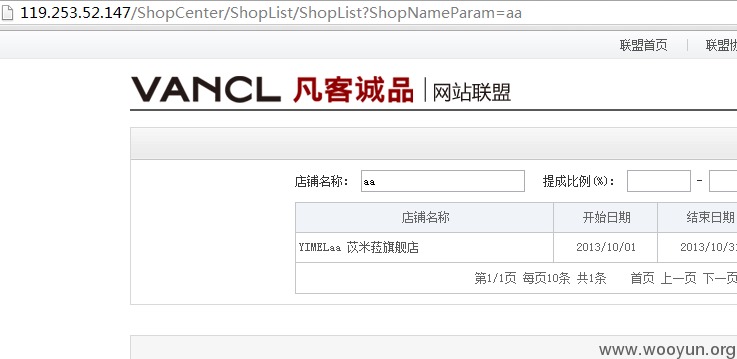 119.253.52.147/ShopCenter/ShopList/ShopList?ShopNameParam=aa
联盟首页 | 联盟协
VANCL 凡客诚品 | 网站联盟
店铺名称： aa 提成比例(%)： -
店铺名称 开始日期 结束日期
YIMELaa 苡米菈旗舰店 2013/10/01 2013/10/31
第1/1页 每页10条 共1条 首页 上一页 下一页
www.wooyun.org